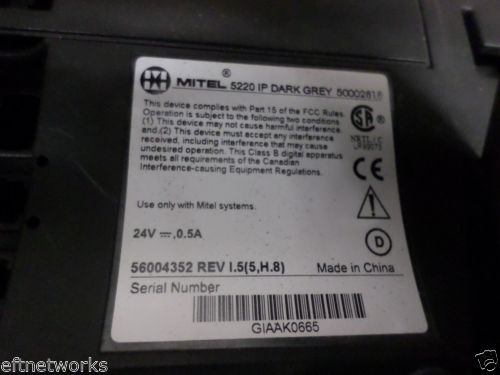 MITEL® 5220 IP DARK GREY 50002818
This device complies with Part 15 of the FCC Rules.
Operation is subject to the following two conditions
(1) This device may not cause harmful interference
and,(2) This device must accept any interference
received, including interference that may cause
undesired operation. This Class B digital apparatus
meets all requirements of the Canadian
Interference-causing Equipment Regulations.
SA
NRTL/C
LR89075
CE
Use only with Mitel systems.
24V ⎓,0.5A
D
56004352 REV I.5(5,H.8) Made in China
Serial Number
GIAAK0665
eftnetworks